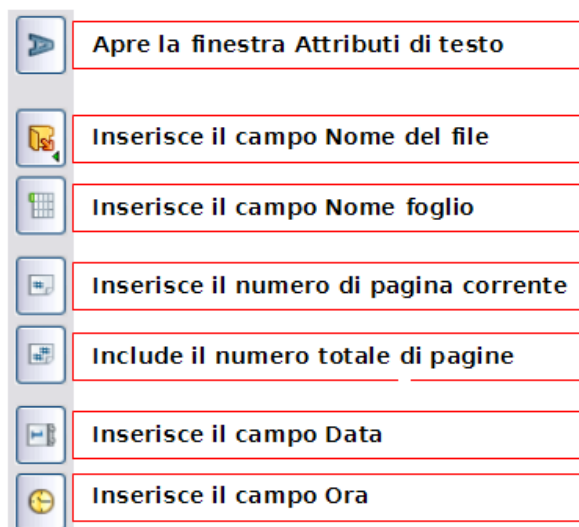 Apre la finestra Attributi di testo
Inserisce il campo Nome del file
Inserisce il campo Nome foglio
Inserisce il numero di pagina corrente
Include il numero totale di pagine
Inserisce il campo Data
Inserisce il campo Ora